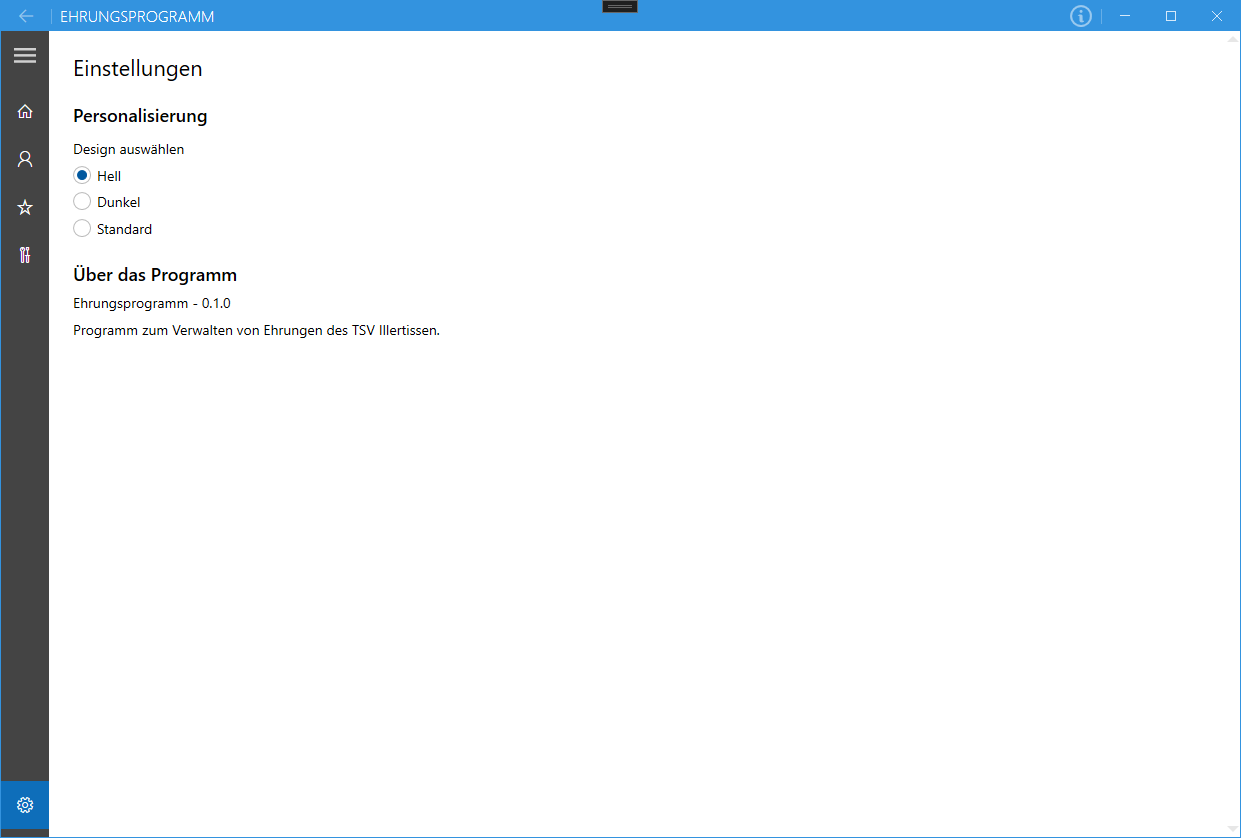 EHRUNGSPROGRAMM
Einstellungen
Personalisierung
Design auswählen
Hell
Dunkel
Standard
Über das Programm
Ehrungsprogramm - 0.1.0
Programm zum Verwalten von Ehrungen des TSV Illertissen.